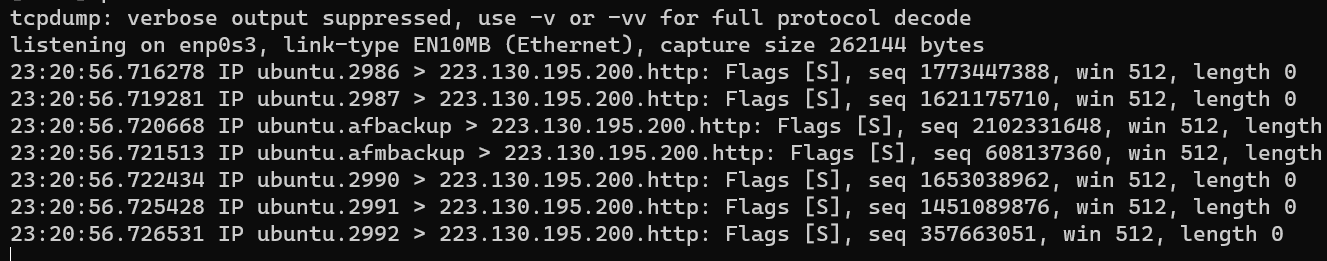 tcpdump: verbose output suppressed, use -v or -vv for full protocol decode
listening on enp0s3, link-type EN10MB (Ethernet), capture size 262144 bytes
23:20:56.716278 IP ubuntu.2986 > 223.130.195.200.http: Flags [S], seq 1773447388, win 512, length 0
23:20:56.719281 IP ubuntu.2987 > 223.130.195.200.http: Flags [S], seq 1621175710, win 512, length 0
23:20:56.720668 IP ubuntu.afbackup > 223.130.195.200.http: Flags [S], seq 2102331648, win 512, length
23:20:56.721513 IP ubuntu.afmbackup > 223.130.195.200.http: Flags [S], seq 608137360, win 512, length
23:20:56.722434 IP ubuntu.2990 > 223.130.195.200.http: Flags [S], seq 1653038962, win 512, length 0
23:20:56.725428 IP ubuntu.2991 > 223.130.195.200.http: Flags [S], seq 1451089876, win 512, length 0
23:20:56.726531 IP ubuntu.2992 > 223.130.195.200.http: Flags [S], seq 357663051, win 512, length 0